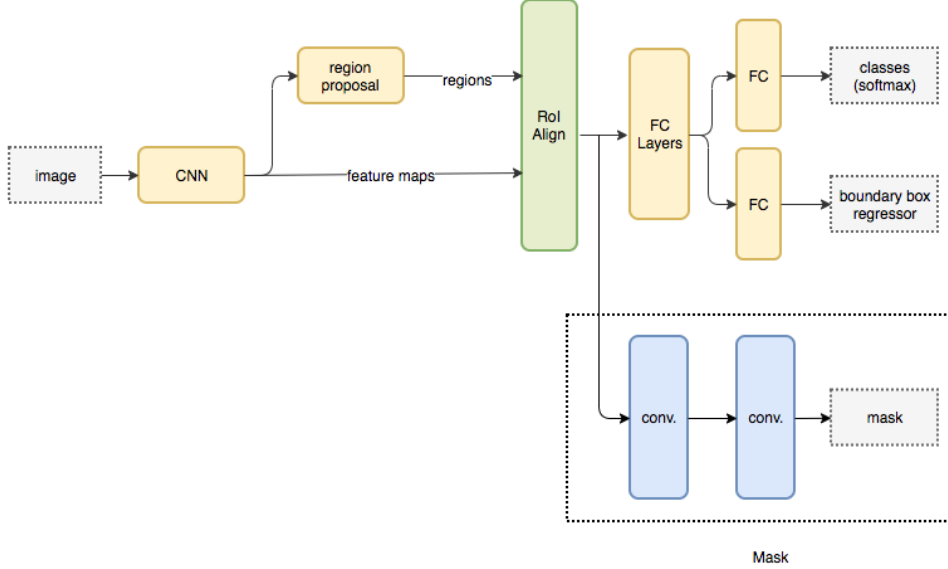 image
CNN
region
proposal
regions
feature maps
RoI
Align
FC
Layers
FC
classes
(softmax)
FC
boundary box
regressor
conv.
conv.
mask
Mask